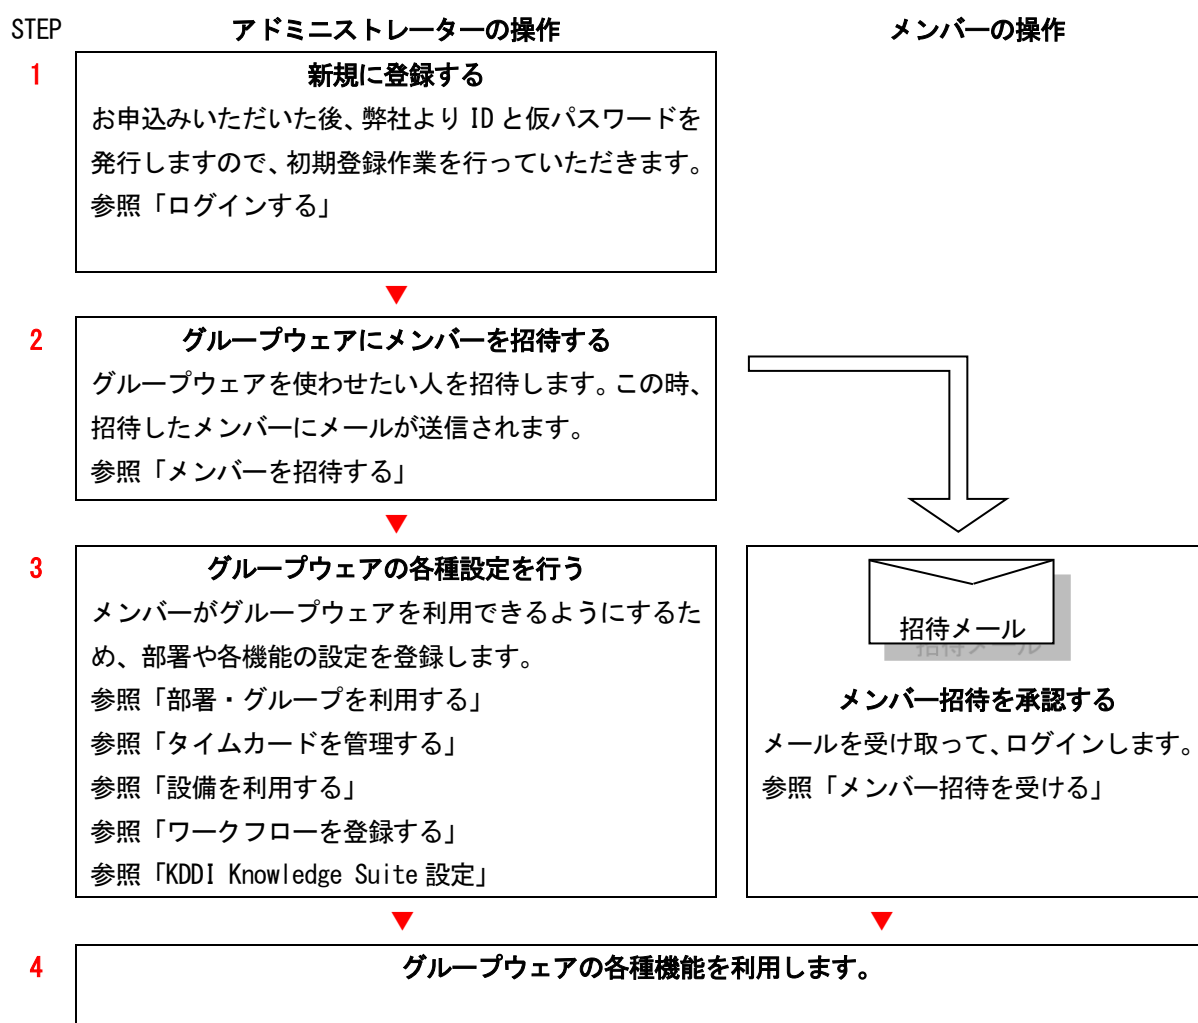 STEP アドミニストレーターの操作 メンバーの操作
1 新規に登録する
お申込みいただいた後、弊社より ID と仮パスワードを
発行しますので、初期登録作業を行っていただきます。
参照「ログインする」
2 グループウェアにメンバーを招待する
グループウェアを使わせたい人を招待します。この時、
招待したメンバーにメールが送信されます。
参照「メンバーを招待する」
3 グループウェアの各種設定を行う
メンバーがグループウェアを利用できるようにするた
め、部署や各機能の設定を登録します。
参照「部署・グループを利用する」
参照「タイムカードを管理する」
参照「設備を利用する」
参照「ワークフローを登録する」
参照「KDDI Knowledge Suite 設定」
招待メール
メンバー招待を承認する
メールを受け取って、ログインします。
参照「メンバー招待を受ける」
4 グループウェアの各種機能を利用します。